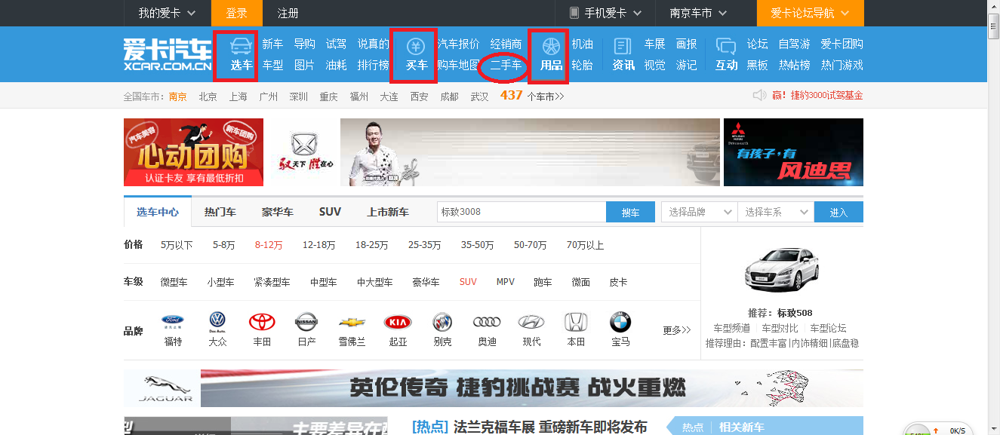 我的爱卡 登录 注册 手机爱卡 南京车市 爱卡论坛导航
爱卡汽车 选车 新车 导购 试驾 说真的 买车 汽车报价 经销商 用品 机油 资讯 车展 画报 互动 论坛 自驾游 爱卡团购
XCAR.COM.CN 车型 图片 油耗 排行榜 购车地图 二手车 轮胎 视觉 游记 黑板 热帖榜 热门游戏
全国车市：南京 北京 上海 广州 深圳 重庆 福州 大连 西安 成都 武汉 437 个车市>> 赢！捷豹3000试驾基金
汽车美容 新车团购
心动团购
认证卡友 享有最低折扣
驭天下 胜在心
MITSUBISHI MOTORS
有孩子，有
风迪思
选车中心 热门车 豪华车 SUV 上市新车 标致3008 搜车 选择品牌 选择车系 进入
价格 5万以下 5-8万 8-12万 12-18万 18-25万 25-35万 35-50万 50-70万 70万以上
车级 微型车 小型车 紧凑型车 中型车 中大型车 豪华车 SUV MPV 跑车 微面 皮卡
品牌 福特 大众 丰田 日产 雪佛兰 起亚 别克 奥迪 现代 本田 宝马 更多>>
Ford
Das Auto.
NISSAN
KIA
推荐：标致508
车型频道 车型对比 车型论坛
推荐理由：配置丰富|内饰精细|底盘稳
JAGUAR
英伦传奇 捷豹挑战赛 战火重燃
主要差异在
[热点] 法兰克福车展 重磅新车即将发布
热点 相关新车
0K/S